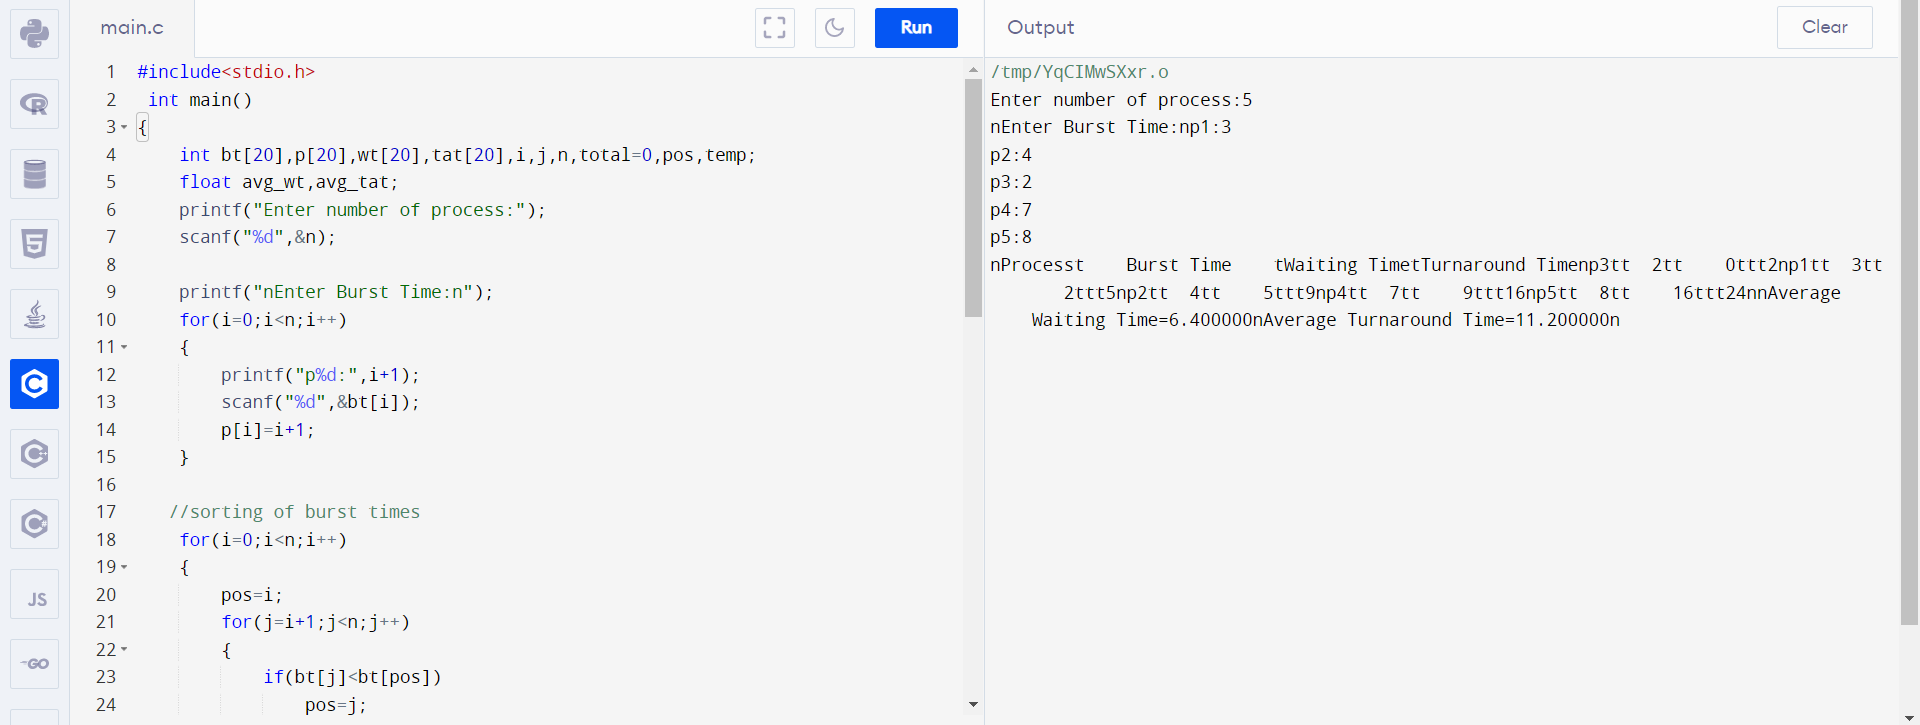 main.c
Run
1 #include<stdio.h>
2 int main()
3 {
4 int bt[20],p[20],wt[20],tat[20],i,j,n,total=0,pos,temp;
5 float avg_wt,avg_tat;
6 printf("Enter number of process:");
7 scanf("%d",&n);
8
9 printf("nEnter Burst Time:n");
10 for(i=0;i<n;i++)
11 {
12 printf("p%d:",i+1);
13 scanf("%d",&bt[i]);
14 p[i]=i+1;
15 }
16
17 //sorting of burst times
18 for(i=0;i<n;i++)
19 {
20 pos=i;
21 for(j=i+1;j<n;j++)
22 {
23 if(bt[j]<bt[pos])
24 pos=j;
R
5
C
C++
C#
JS
GO
Output
Clear
/tmp/YqCIMwSXxr.o
Enter number of process:5
nEnter Burst Time:np1:3
p2:4
p3:2
p4:7
p5:8
nProcesst    Burst Time    tWaiting TimetTurnaround Timenp3tt  2tt    0ttt2np1tt  3tt
2ttt5np2tt  4tt    5ttt9np4tt  7tt    9ttt16np5tt  8tt    16ttt24nnAverage
Waiting Time=6.400000nAverage Turnaround Time=11.200000n